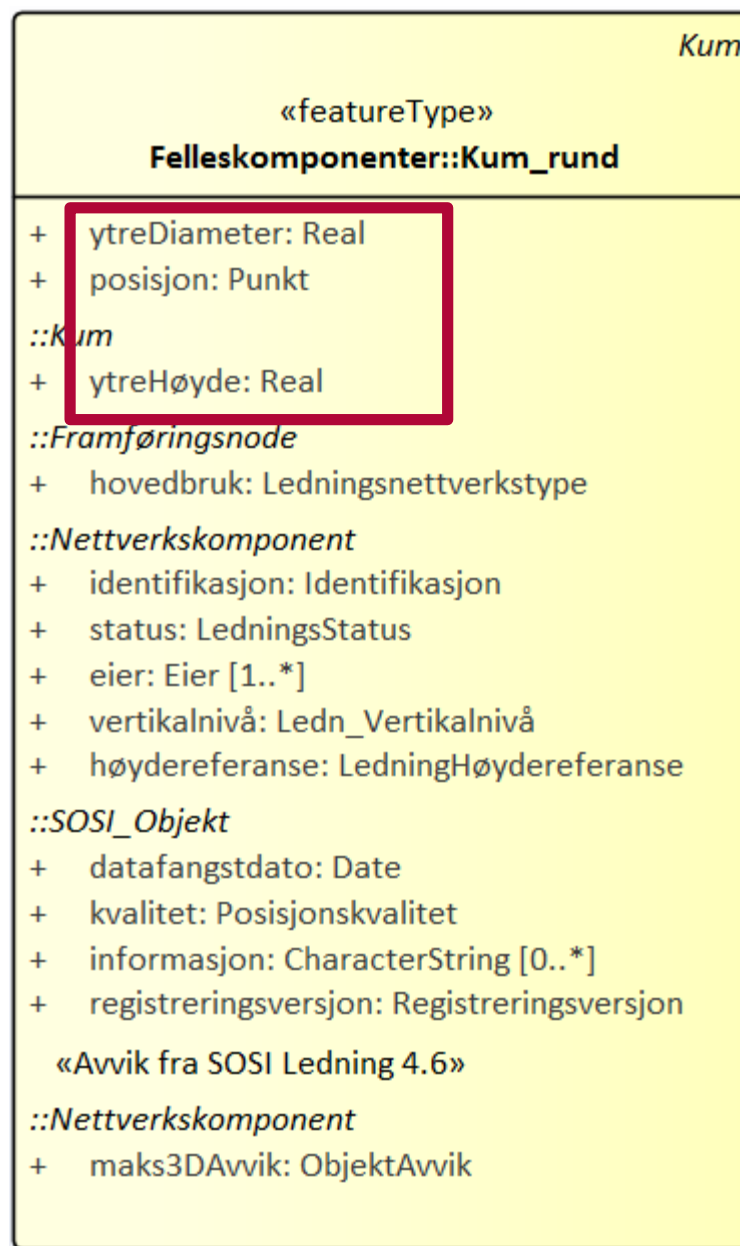 Kum
«featureType»
Felleskomponenter::Kum_rund
+ ytreDiameter: Real
+ posisjon: Punkt
::Kum
+ ytreHøyde: Real
::Framføringsnode
+ hovedbruk: Ledningsnettverkstype
::Nettverkskomponent
+ identifikasjon: Identifikasjon
+ status: LedningsStatus
+ eier: Eier [1..*]
+ vertikalnivå: Ledn_Vertikalnivå
+ høydereferanse: LedningHøydereferanse
::SOSI_Objekt
+ datafangstdato: Date
+ kvalitet: Posisjonskvalitet
+ informasjon: CharacterString [0..*]
+ registreringsversjon: Registreringsversjon
«Avvik fra SOSI Ledning 4.6»
::Nettverkskomponent
+ maks3DAvvik: ObjektAvvik